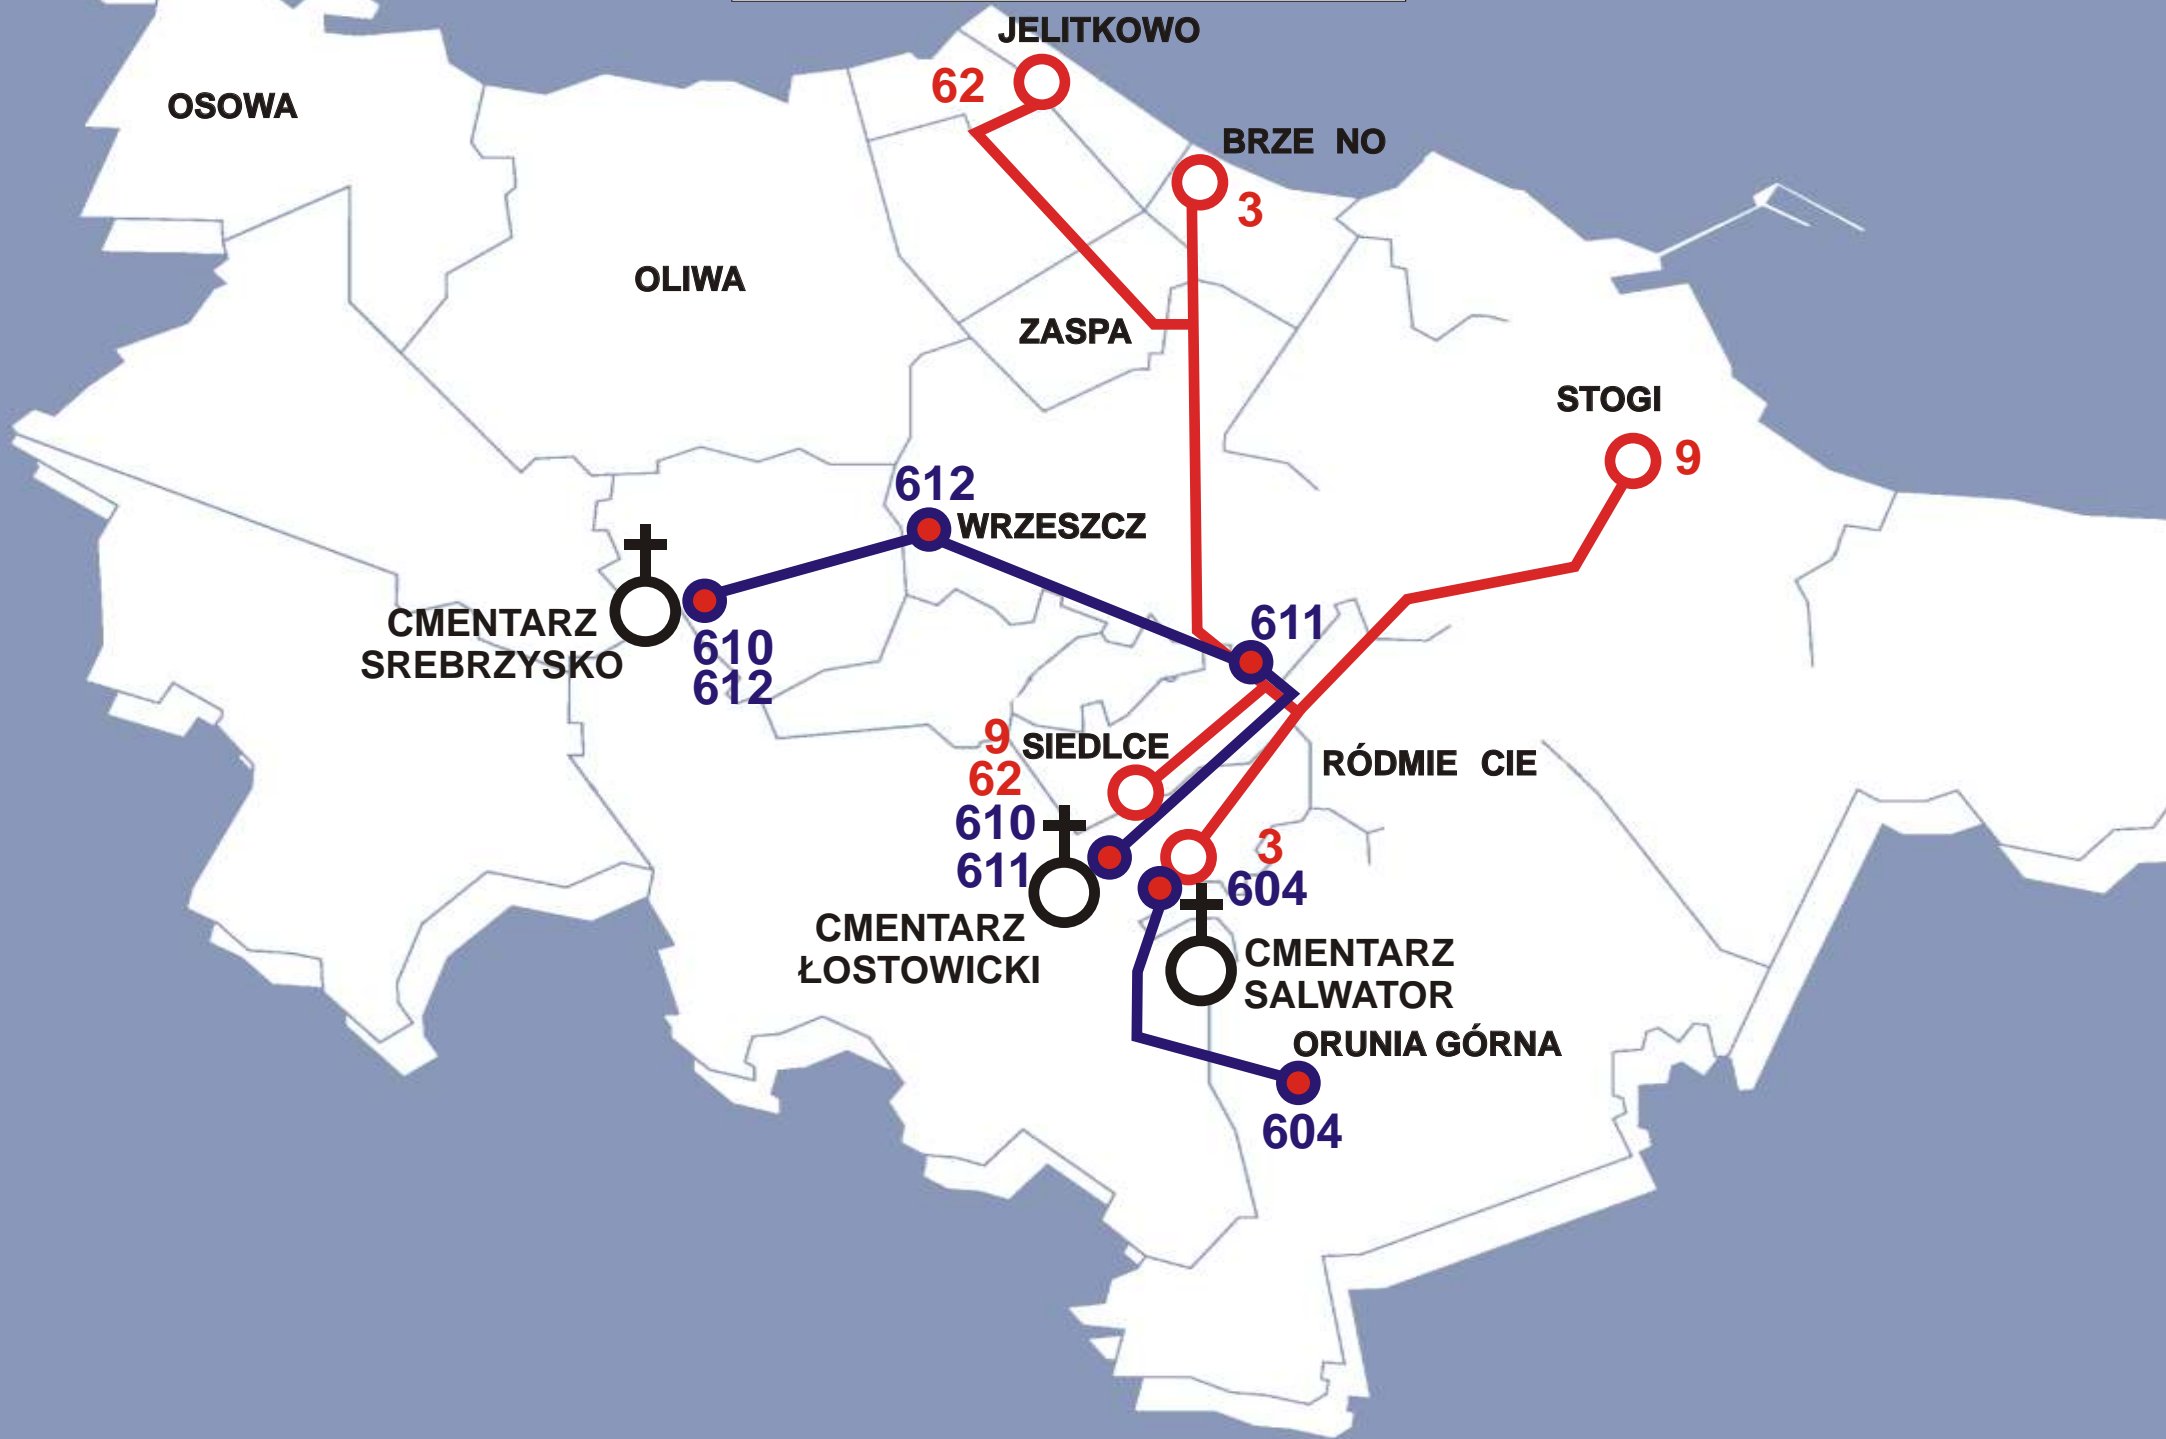 JELITKOWO
62
OSOWA
BRZE NO
3
OLIWA
ZASPA
STOGI
9
612
WRZESZCZ
CMENTARZ
SREBRZYSKO
610
612
611
9
SIEDLCE
62
RÓDMIE CIE
610
611
3
604
CMENTARZ
ŁOSTOWICKI
CMENTARZ
SALWATOR
ORUNIA GÓRNA
604